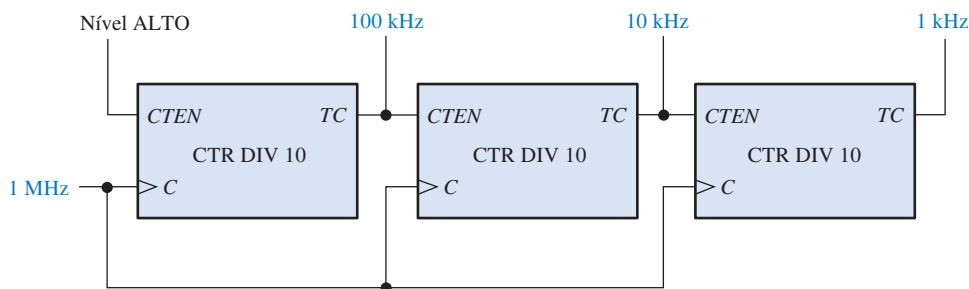 Nível ALTO
100 kHz
10 kHz
1 kHz
CTEN
TC
CTEN
TC
CTEN
TC
CTR DIV 10
CTR DIV 10
CTR DIV 10
1 MHz
C
C
C